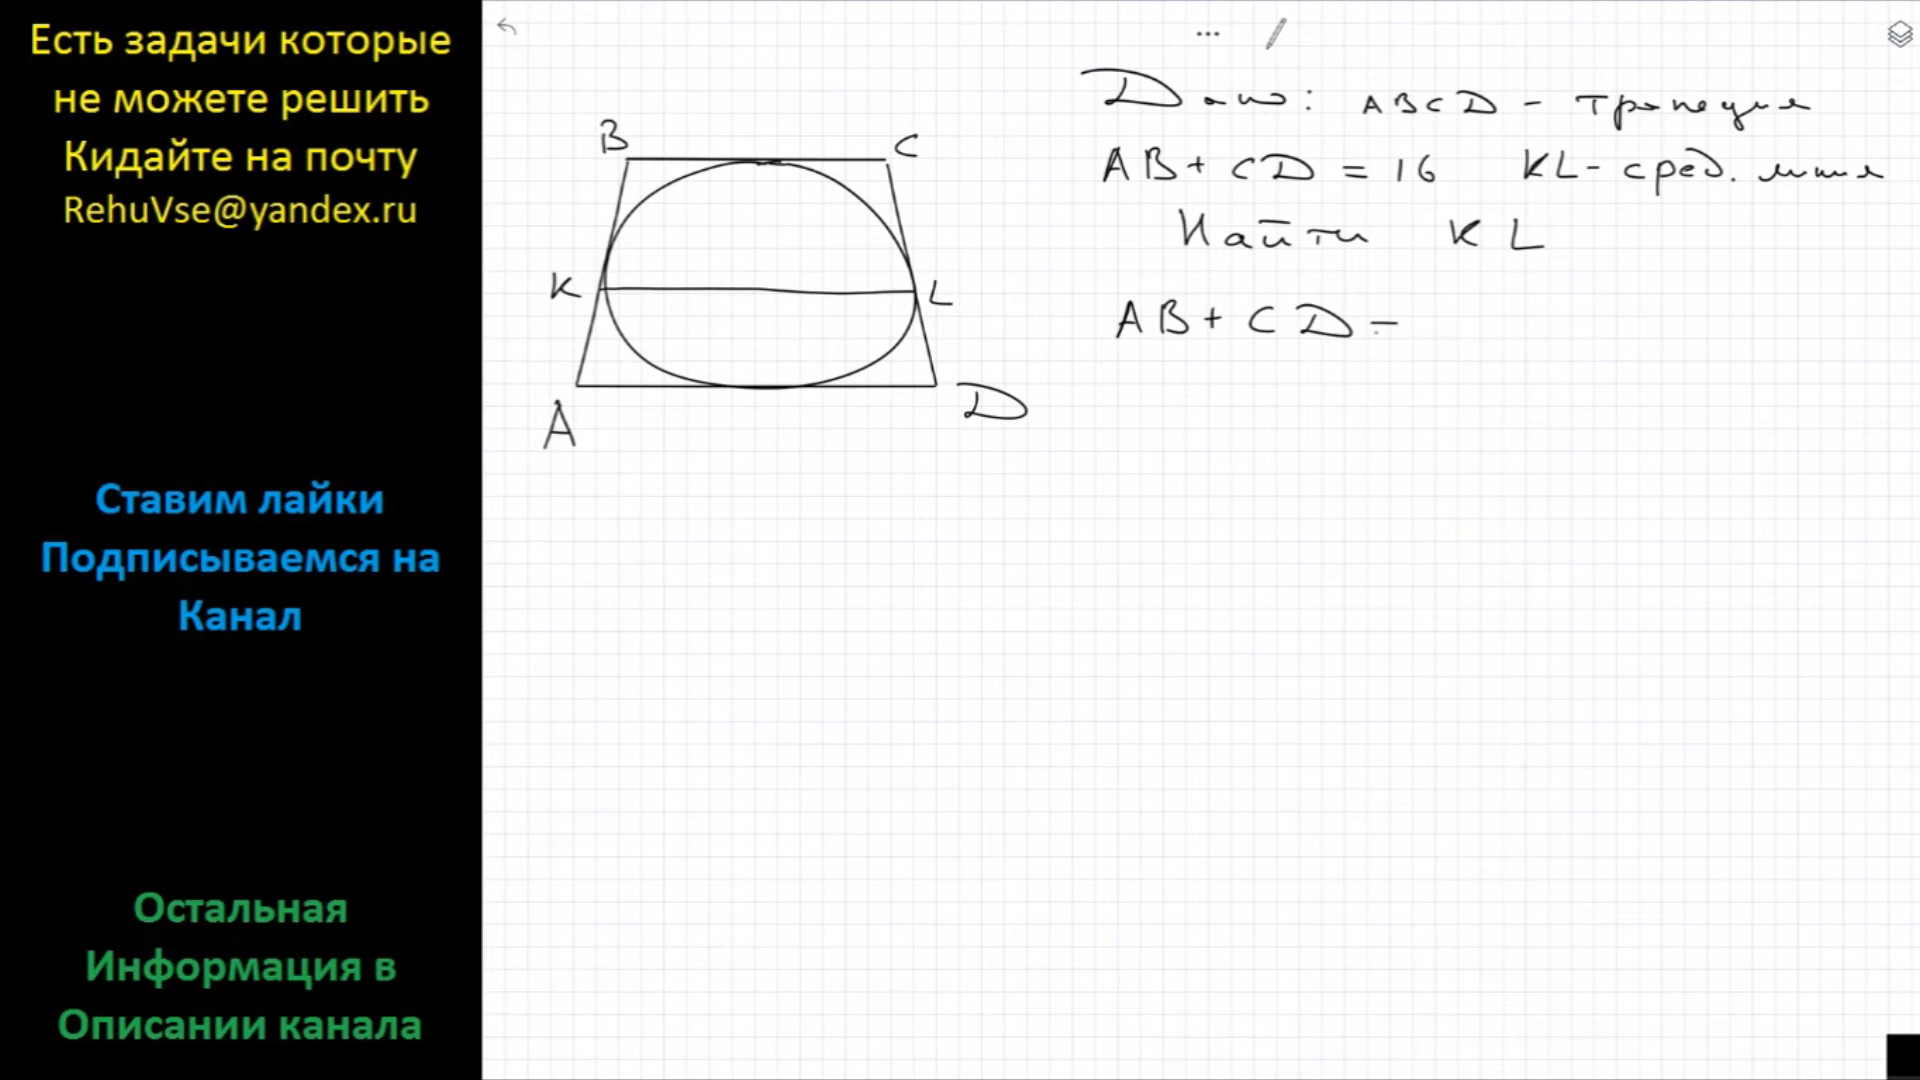 Есть задачи которые
не можете решить
Кидайте на почту
RehuVse@yandex.ru
Ставим лайки
Подписываемся на
Канал
Остальная
Информация в
Описании канала
B
C
K
L
A
D
Дано: ABCD - трапеция
AB + CD = 16 KL - сред. линия
Найти KL
AB + CD =